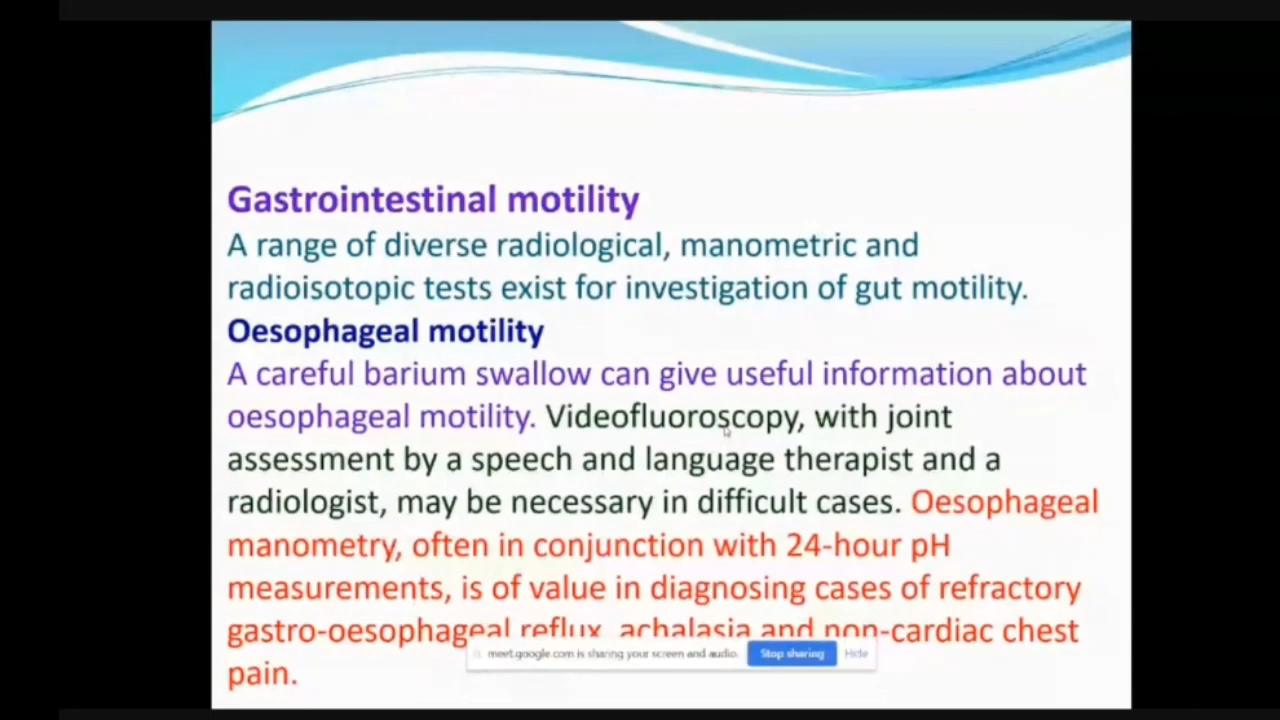 Gastrointestinal motility
A range of diverse radiological, manometric and
radioisotopic tests exist for investigation of gut motility.
Oesophageal motility
A careful barium swallow can give useful information about
oesophageal motility. Videofluoroscopy, with joint
assessment by a speech and language therapist and a
radiologist, may be necessary in difficult cases. Oesophageal
manometry, often in conjunction with 24-hour pH
measurements, is of value in diagnosing cases of refractory
gastro-oesophageal reflux, achalasia and non-cardiac chest
pain.
meet.google.com is sharing your screen and audio. Stop sharing Hide